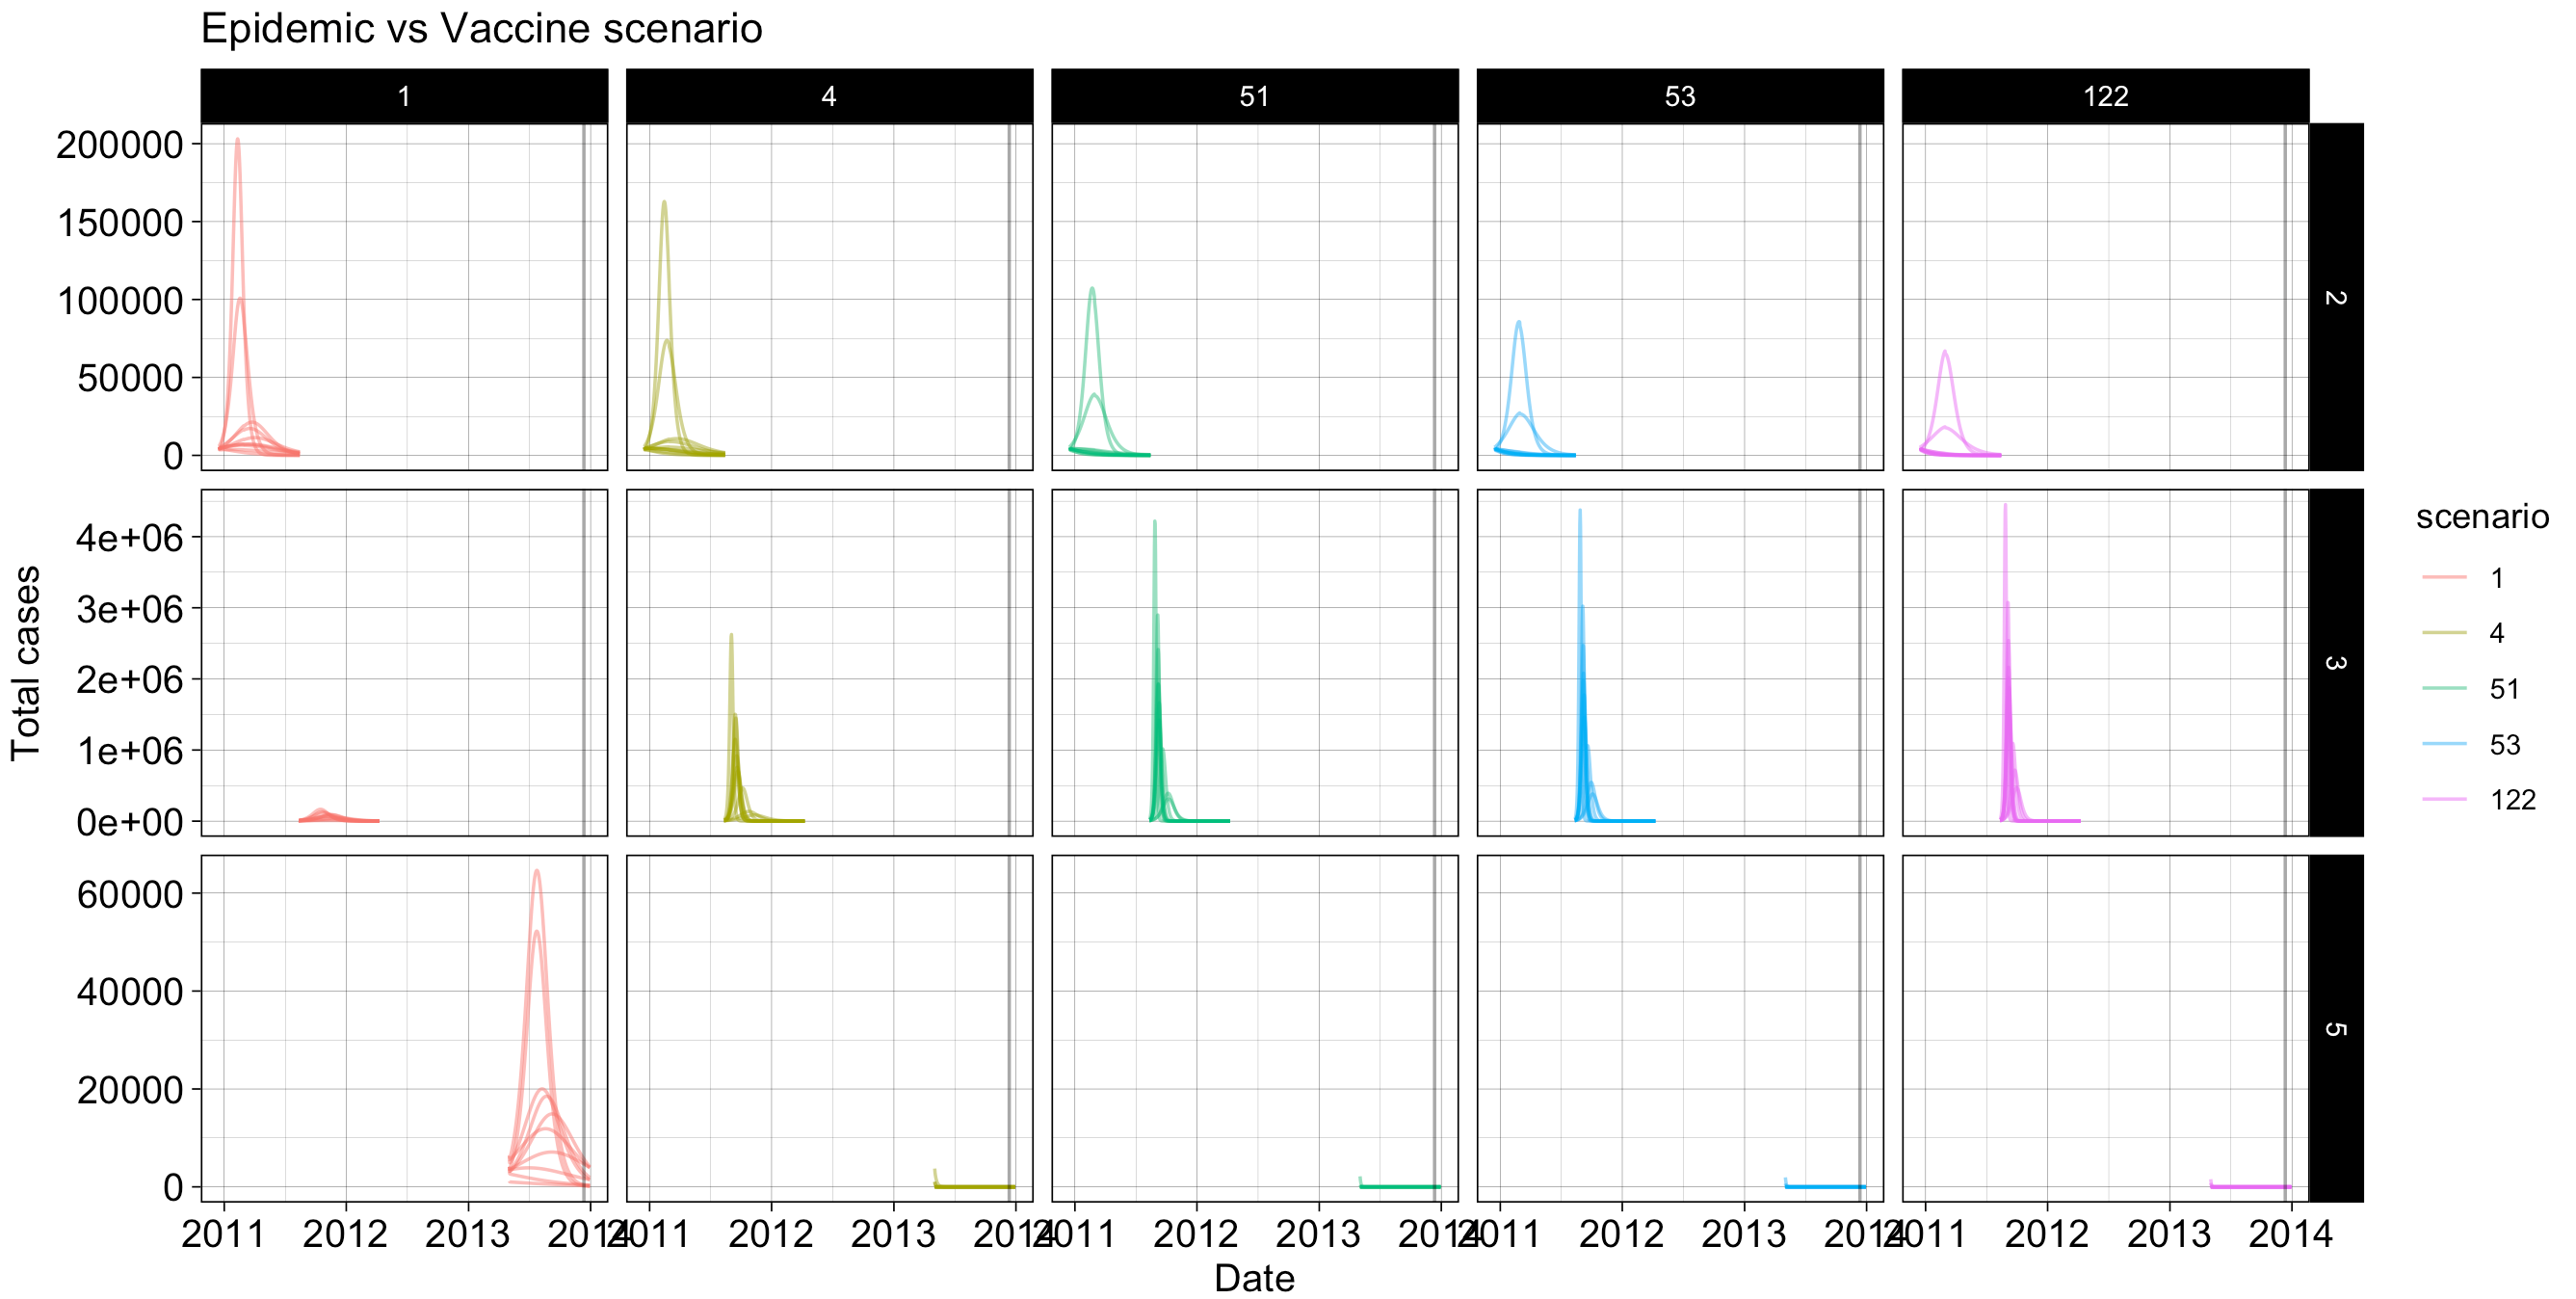 Epidemic vs Vaccine scenario
1 4 51 53 122
200000
150000
100000
50000
0
2
4e+06
3e+06
2e+06
1e+06
0e+00
3
60000
40000
20000
0
5
2011 2012 2013 2014 2011 2012 2013 2014 2011 2012 2013 2014 2011 2012 2013 2014 2011 2012 2013 2014
Date
Total cases
scenario
1
4
51
53
122